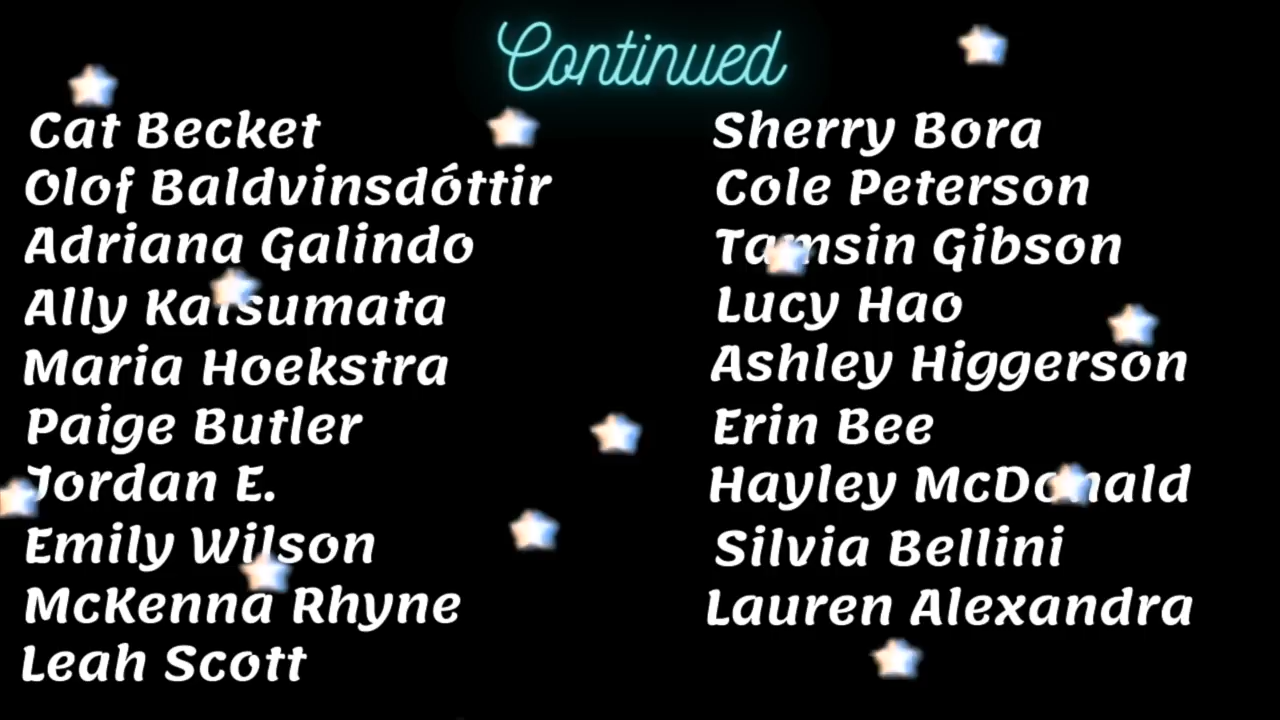 Continued
Cat Becket
Olof Baldvinsdóttir
Adriana Galindo
Ally Katsumata
Maria Hoekstra
Paige Butler
Jordan E.
Emily Wilson
McKenna Rhyne
Leah Scott
Sherry Bora
Cole Peterson
Tamsin Gibson
Lucy Hao
Ashley Higgerson
Erin Bee
Hayley McDonald
Silvia Bellini
Lauren Alexandra